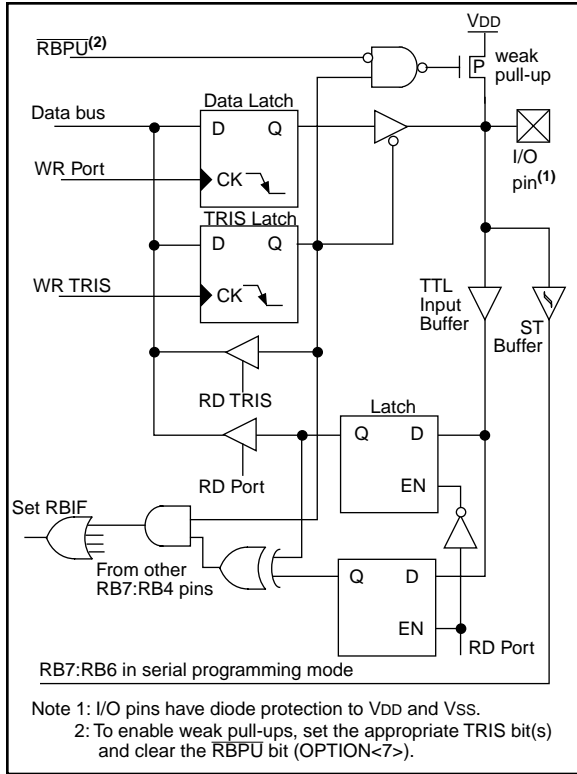 VDD
RBPU(2)
P
weak
pull-up
Data Latch
Data bus
D
Q
I/O
pin(1)
WR Port
CK
TRIS Latch
D
Q
WR TRIS
CK
TTL
Input
Buffer
ST
Buffer
RD TRIS
Latch
Q
D
RD Port
EN
Set RBIF
From other
RB7:RB4 pins
Q
D
EN
RD Port
RB7:RB6 in serial programming mode
Note 1: I/O pins have diode protection to VDD and VSS.
2: To enable weak pull-ups, set the appropriate TRIS bit(s)
and clear the RBPU bit (OPTION<7>).